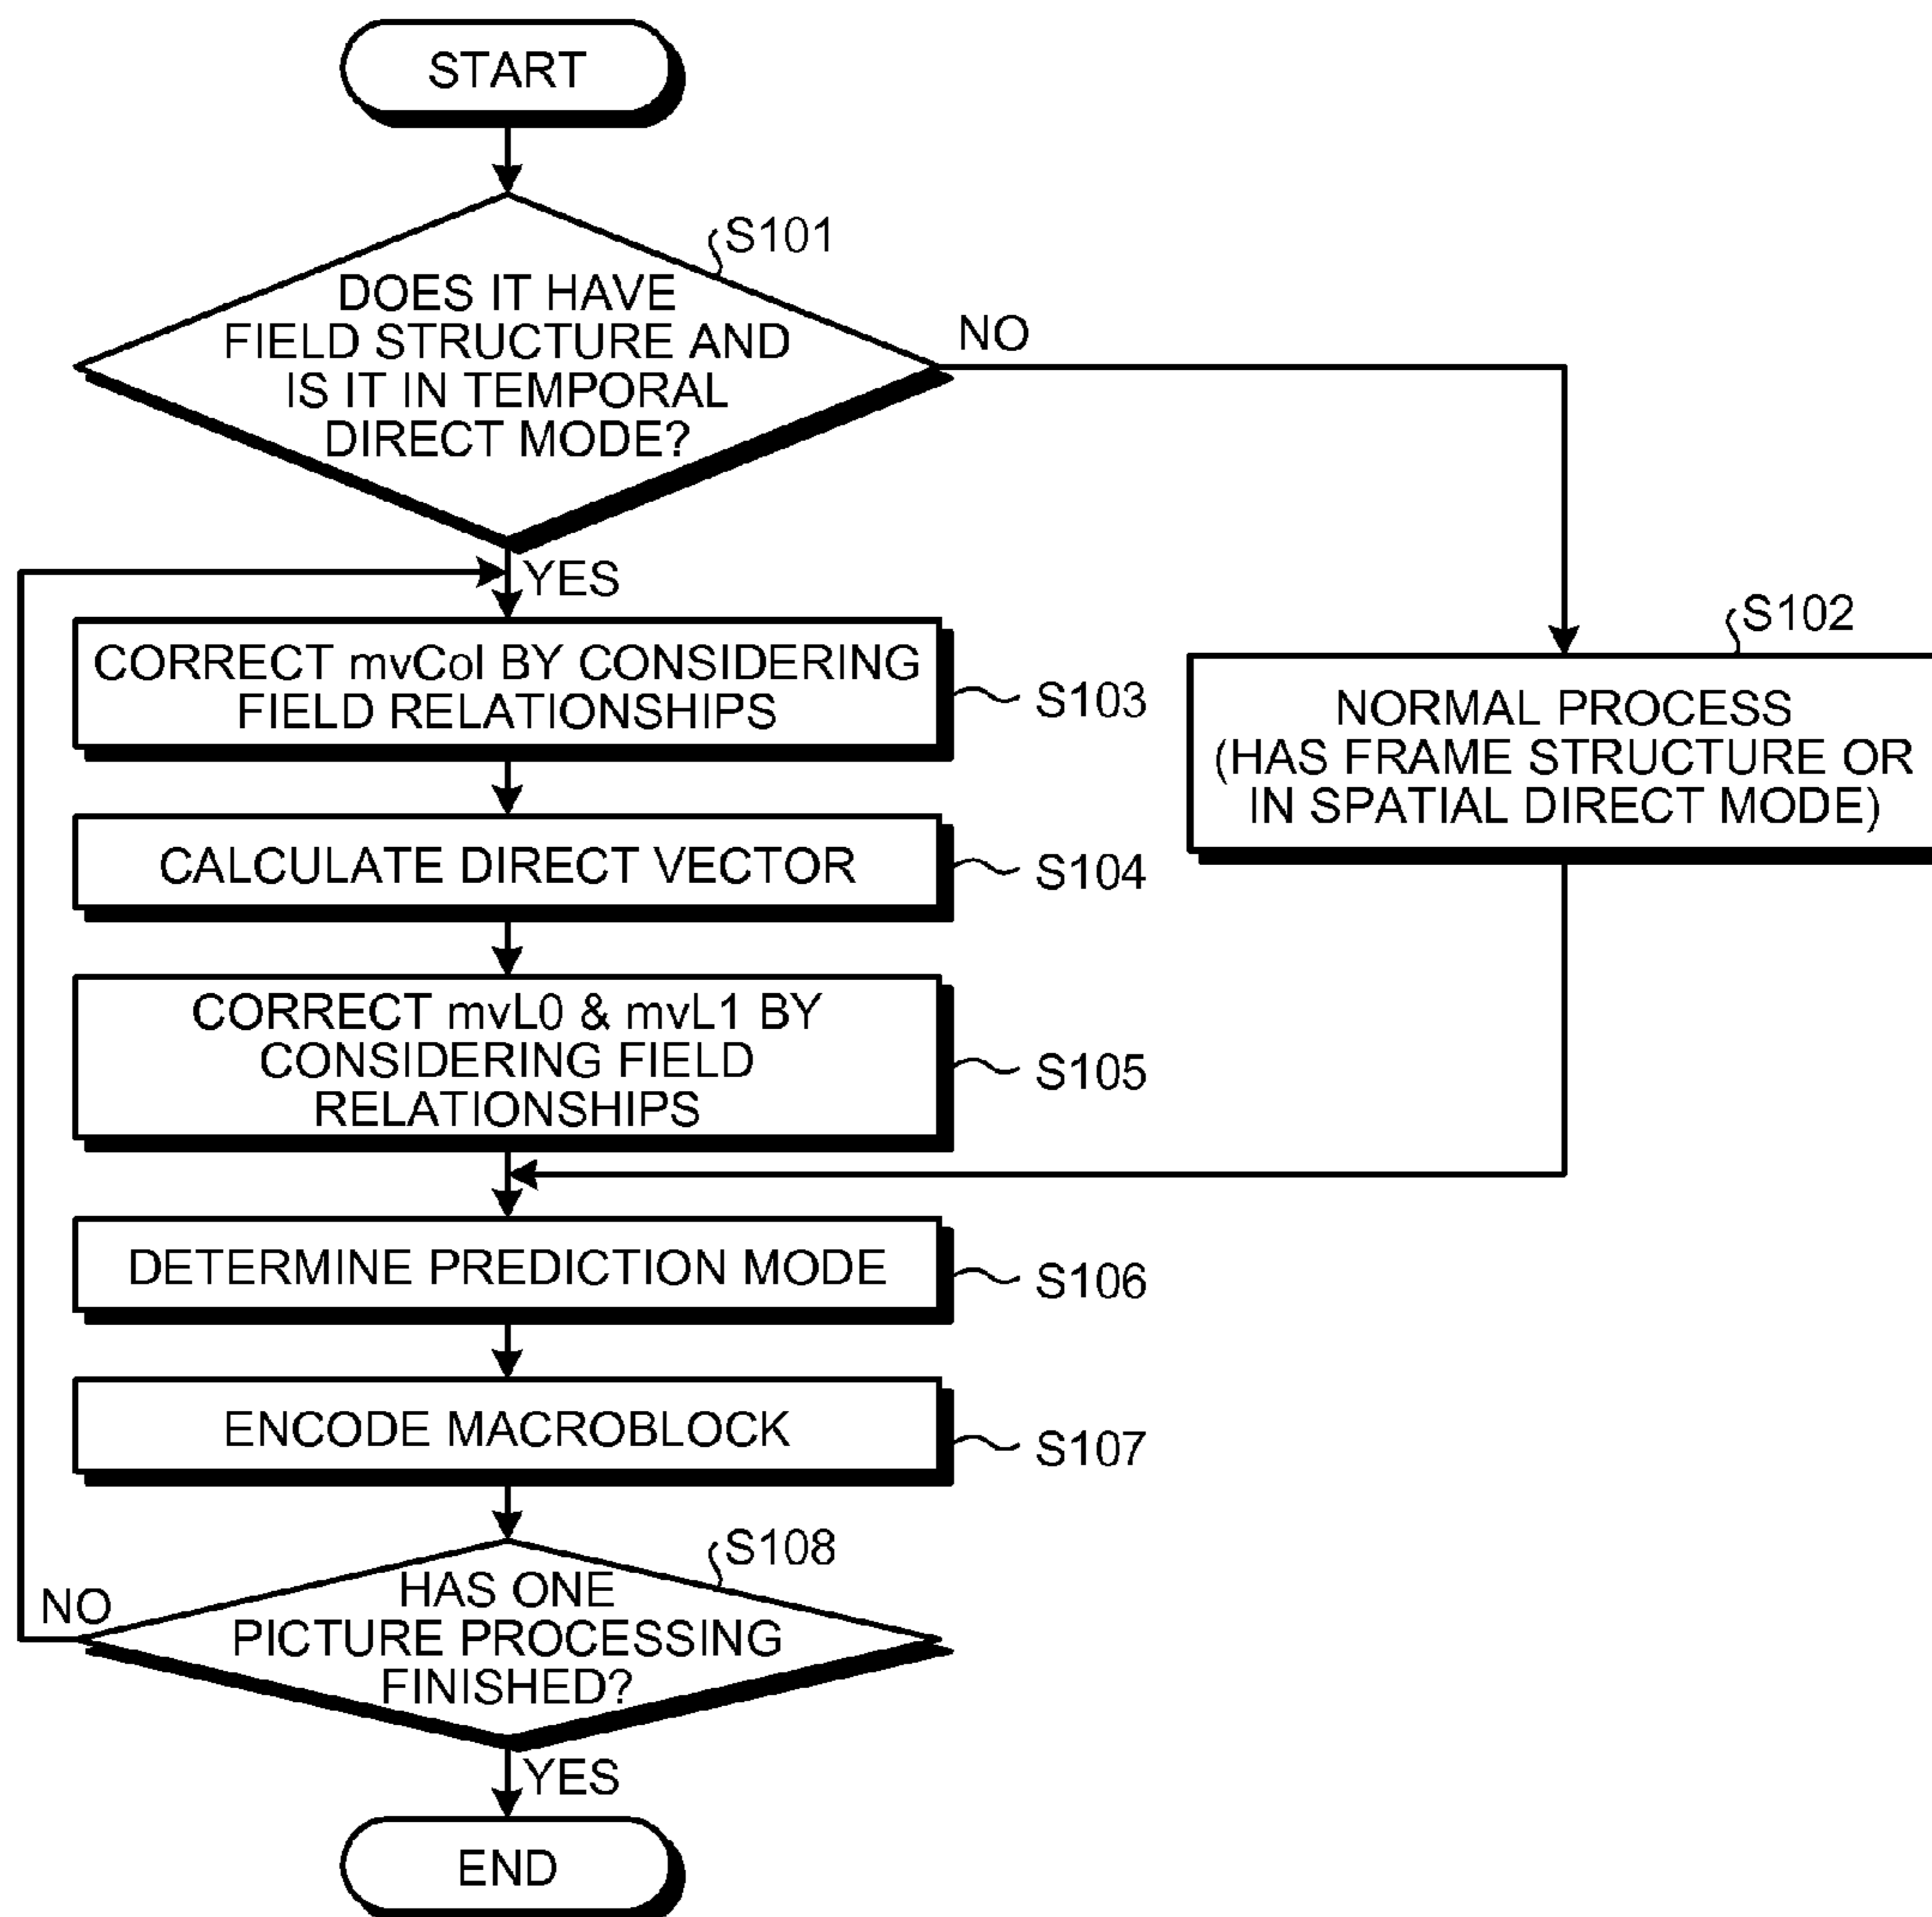 START
S101
DOES IT HAVE
FIELD STRUCTURE AND
IS IT IN TEMPORAL
DIRECT MODE?
NO
YES
CORRECT mvCol BY CONSIDERING
FIELD RELATIONSHIPS
S103
S102
NORMAL PROCESS
(HAS FRAME STRUCTURE OR
IN SPATIAL DIRECT MODE)
CALCULATE DIRECT VECTOR
S104
CORRECT mvL0 & mvL1 BY
CONSIDERING FIELD
RELATIONSHIPS
S105
DETERMINE PREDICTION MODE
S106
ENCODE MACROBLOCK
S107
S108
HAS ONE
PICTURE PROCESSING
FINISHED?
NO
YES
END